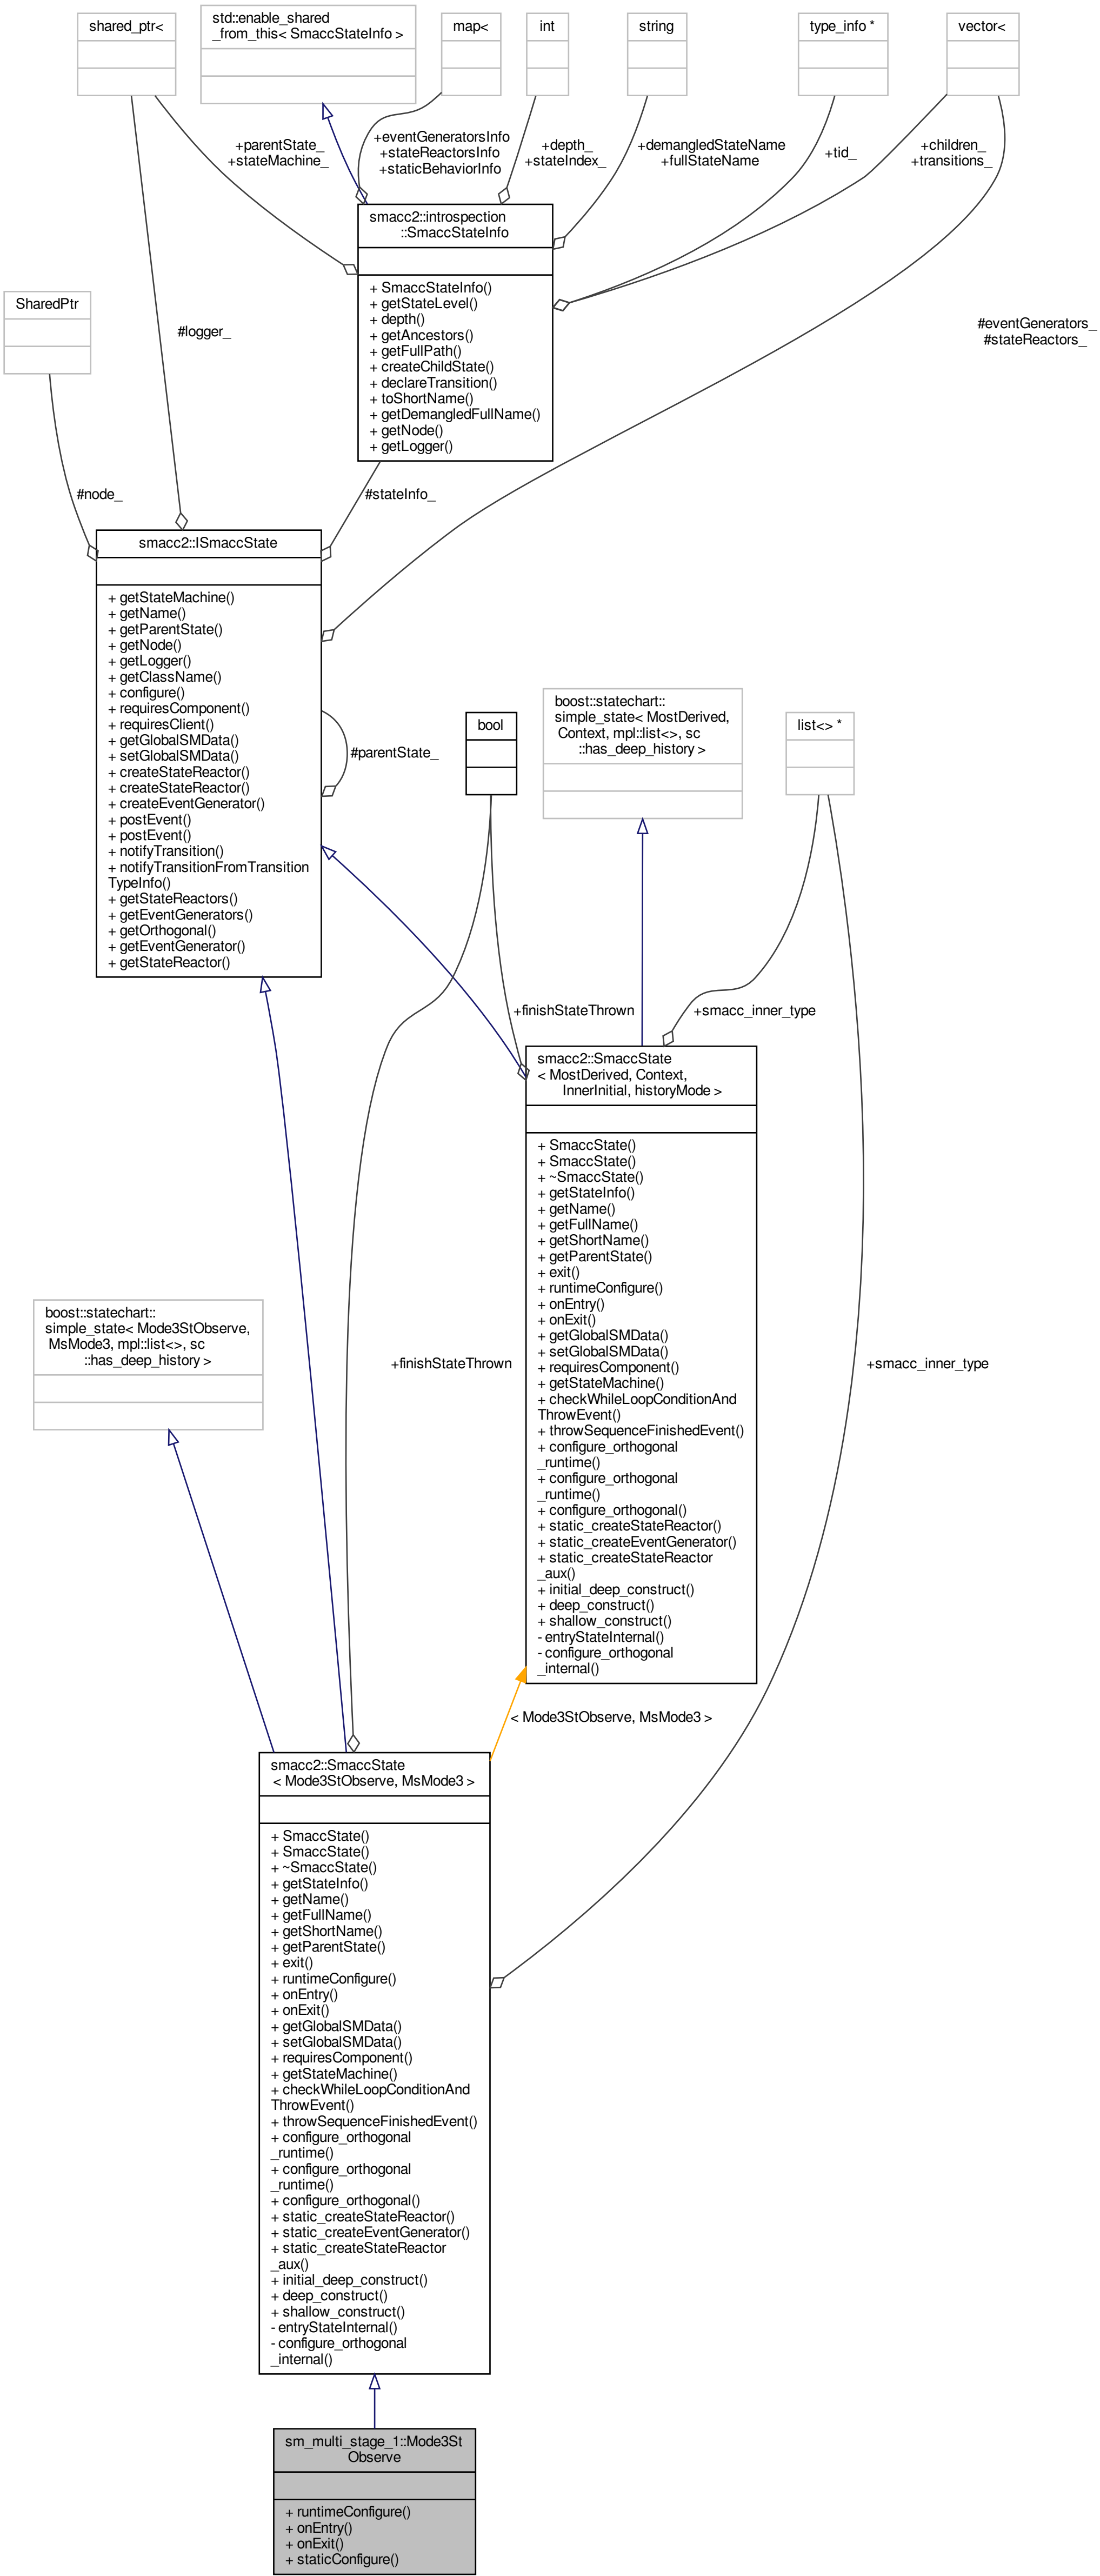 shared_ptr<
std::enable_shared
_from_this< SmaccStateInfo >
map<
int
string
type_info *
vector<
+parentState_
+stateMachine_
+eventGeneratorsInfo
+stateReactorsInfo
+staticBehaviorInfo
+depth_
+stateIndex_
+demangledStateName
+fullStateName
+tid_
+children_
+transitions_
smacc2::introspection
::SmaccStateInfo
+ SmaccStateInfo()
+ getStateLevel()
+ depth()
+ getAncestors()
+ getFullPath()
+ createChildState()
+ declareTransition()
+ toShortName()
+ getDemangledFullName()
+ getNode()
+ getLogger()
SharedPtr
#logger_
#eventGenerators_
#stateReactors_
#node_
#stateInfo_
smacc2::ISmaccState
+ getStateMachine()
+ getName()
+ getParentState()
+ getNode()
+ getLogger()
+ getClassName()
+ configure()
+ requiresComponent()
+ requiresClient()
+ getGlobalSMData()
+ setGlobalSMData()
+ createStateReactor()
+ createStateReactor()
+ createEventGenerator()
+ postEvent()
+ postEvent()
+ notifyTransition()
+ notifyTransitionFromTransition
TypeInfo()
+ getStateReactors()
+ getEventGenerators()
+ getOrthogonal()
+ getEventGenerator()
+ getStateReactor()
#parentState_
bool
boost::statechart::
simple_state< MostDerived,
Context, mpl::list<>, sc
::has_deep_history >
list<> *
+finishStateThrown
+smacc_inner_type
smacc2::SmaccState
< MostDerived, Context,
InnerInitial, historyMode >
+ SmaccState()
+ SmaccState()
+ ~SmaccState()
+ getStateInfo()
+ getName()
+ getFullName()
+ getShortName()
+ getParentState()
+ exit()
+ runtimeConfigure()
+ onEntry()
+ onExit()
+ getGlobalSMData()
+ setGlobalSMData()
+ requiresComponent()
+ getStateMachine()
+ checkWhileLoopConditionAnd
ThrowEvent()
+ throwSequenceFinishedEvent()
+ configure_orthogonal
_runtime()
+ configure_orthogonal
_runtime()
+ configure_orthogonal()
+ static_createStateReactor()
+ static_createEventGenerator()
+ static_createStateReactor
_aux()
+ initial_deep_construct()
+ deep_construct()
+ shallow_construct()
- entryStateInternal()
- configure_orthogonal
_internal()
boost::statechart::
simple_state< Mode3StObserve,
MsMode3, mpl::list<>, sc
::has_deep_history >
+finishStateThrown
+smacc_inner_type
< Mode3StObserve, MsMode3 >
smacc2::SmaccState
< Mode3StObserve, MsMode3 >
+ SmaccState()
+ SmaccState()
+ ~SmaccState()
+ getStateInfo()
+ getName()
+ getFullName()
+ getShortName()
+ getParentState()
+ exit()
+ runtimeConfigure()
+ onEntry()
+ onExit()
+ getGlobalSMData()
+ setGlobalSMData()
+ requiresComponent()
+ getStateMachine()
+ checkWhileLoopConditionAnd
ThrowEvent()
+ throwSequenceFinishedEvent()
+ configure_orthogonal
_runtime()
+ configure_orthogonal
_runtime()
+ configure_orthogonal()
+ static_createStateReactor()
+ static_createEventGenerator()
+ static_createStateReactor
_aux()
+ initial_deep_construct()
+ deep_construct()
+ shallow_construct()
- entryStateInternal()
- configure_orthogonal
_internal()
sm_multi_stage_1::Mode3St
Observe
+ runtimeConfigure()
+ onEntry()
+ onExit()
+ staticConfigure()